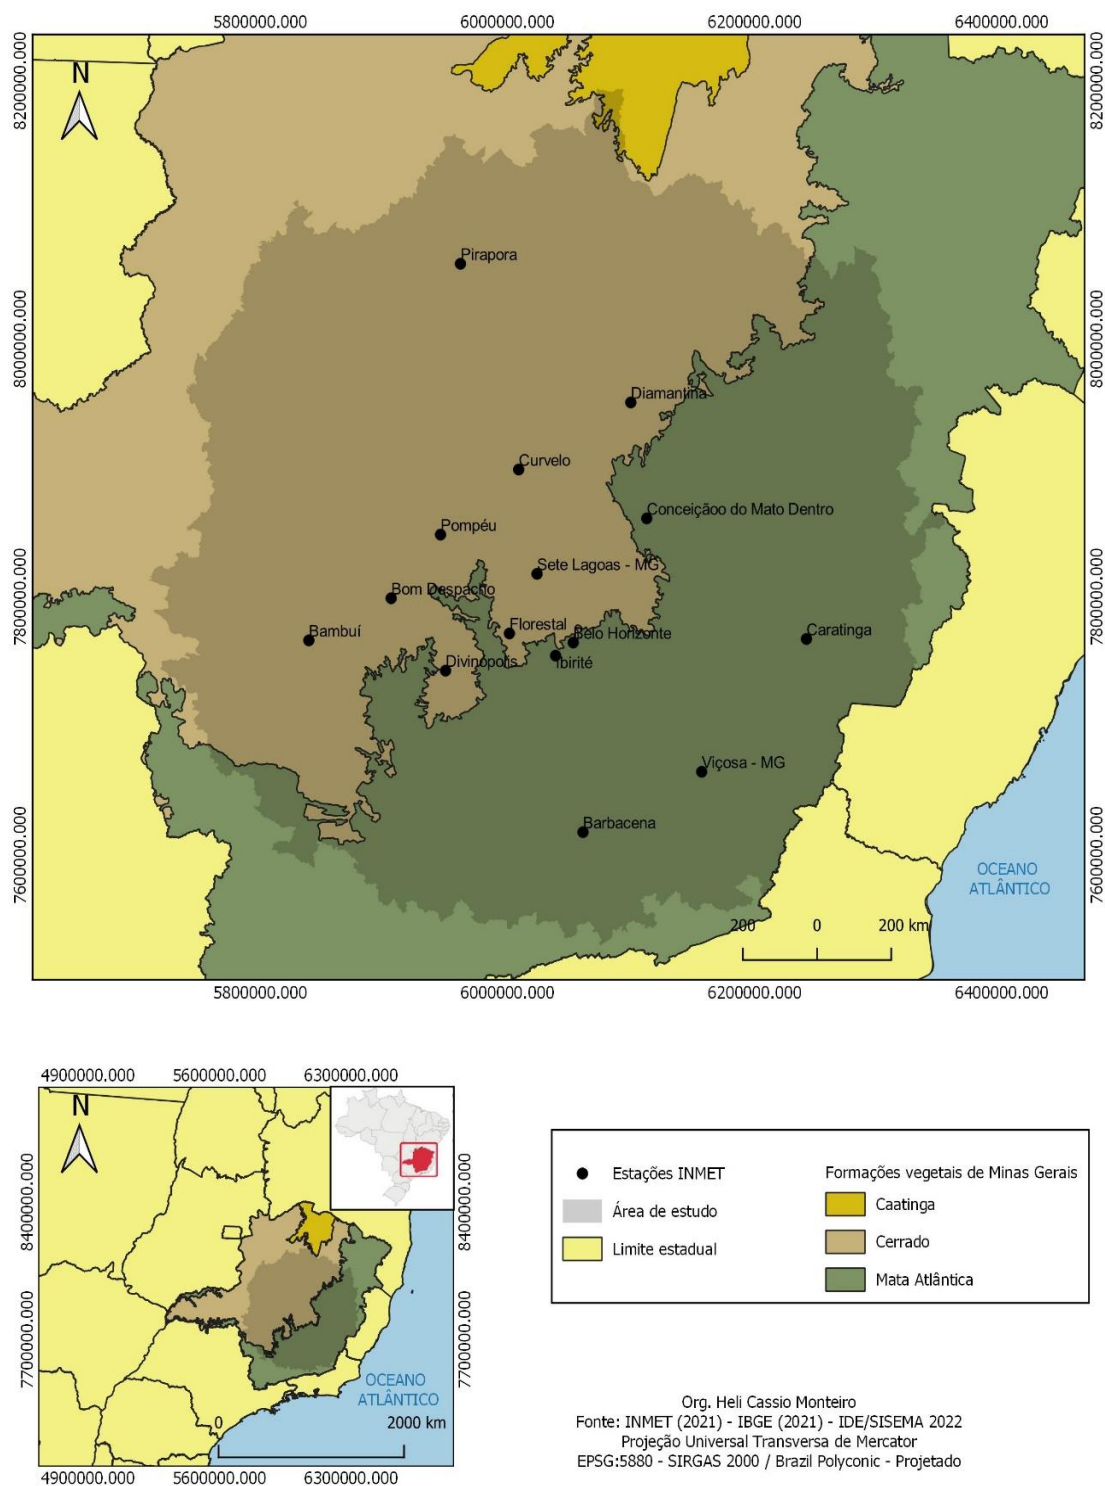 5800000.000 6000000.000 6200000.000 6400000.000
8200000.000
8200000.000
N
Pirapora
8000000.000
8000000.000
Diamantina
Curvelo
Conceiçãoo do Mato Dentro
Pompéu
Sete Lagoas - MG
Bom Despacho
7800000.000
7800000.000
Florestal
Bambuí
Belo Horizonte
Caratinga
Divinópolis
Ibirité
Viçosa - MG
Barbacena
7600000.000
7600000.000
OCEANO
ATLÂNTICO
200 0 200 km
5800000.000 6000000.000 6200000.000 6400000.000
4900000.000 5600000.000 6300000.000
N
8400000.000
8400000.000
7700000.000
7700000.000
OCEANO
ATLÂNTICO
0 2000 km
4900000.000 5600000.000 6300000.000
Estações INMET
Área de estudo
Limite estadual
Formações vegetais de Minas Gerais
Caatinga
Cerrado
Mata Atlântica
Org. Heli Cassio Monteiro
Fonte: INMET (2021) - IBGE (2021) - IDE/SISEMA 2022
Projeção Universal Transversa de Mercator
EPSG:5880 - SIRGAS 2000 / Brazil Polyconic - Projetado